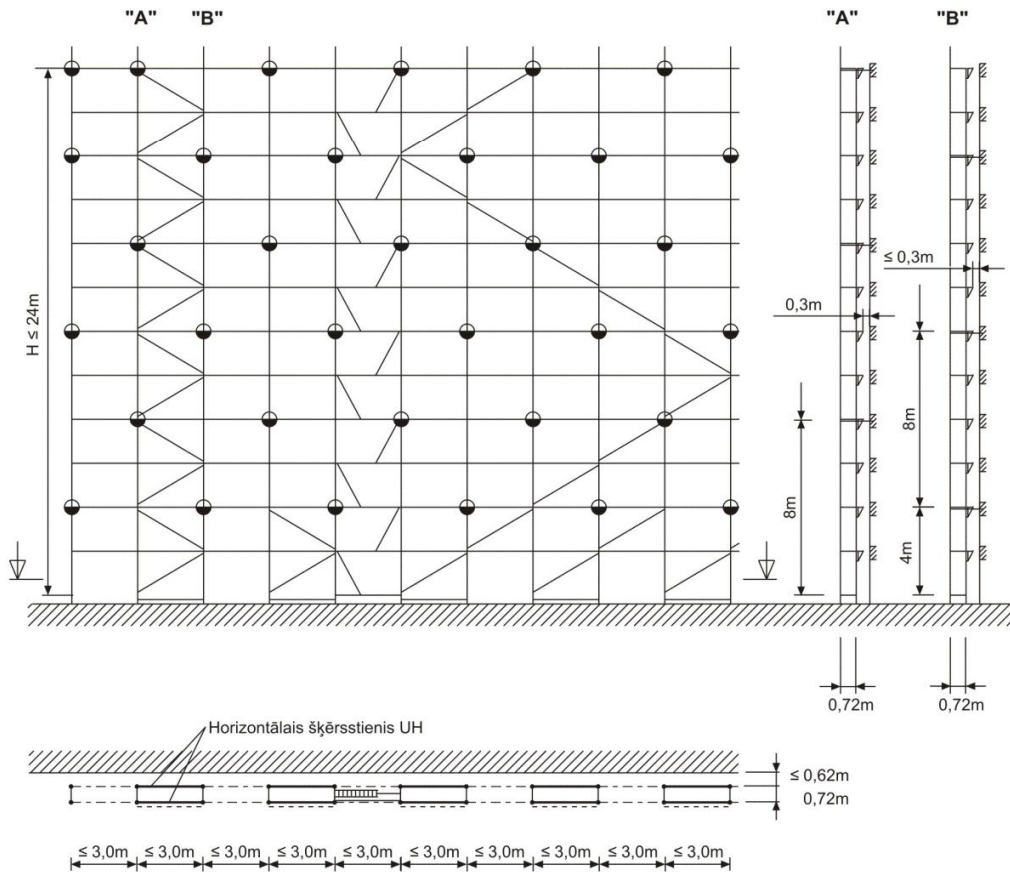 "A" "B" "A" "B"
H ≤ 24m
≤ 0,3m
0,3m
8m
8m
4m
0,72m 0,72m
Horizontālais šķērsstienis UH
≤ 0,62m
0,72m
≤ 3,0m ≤ 3,0m ≤ 3,0m ≤ 3,0m ≤ 3,0m ≤ 3,0m ≤ 3,0m ≤ 3,0m ≤ 3,0m ≤ 3,0m